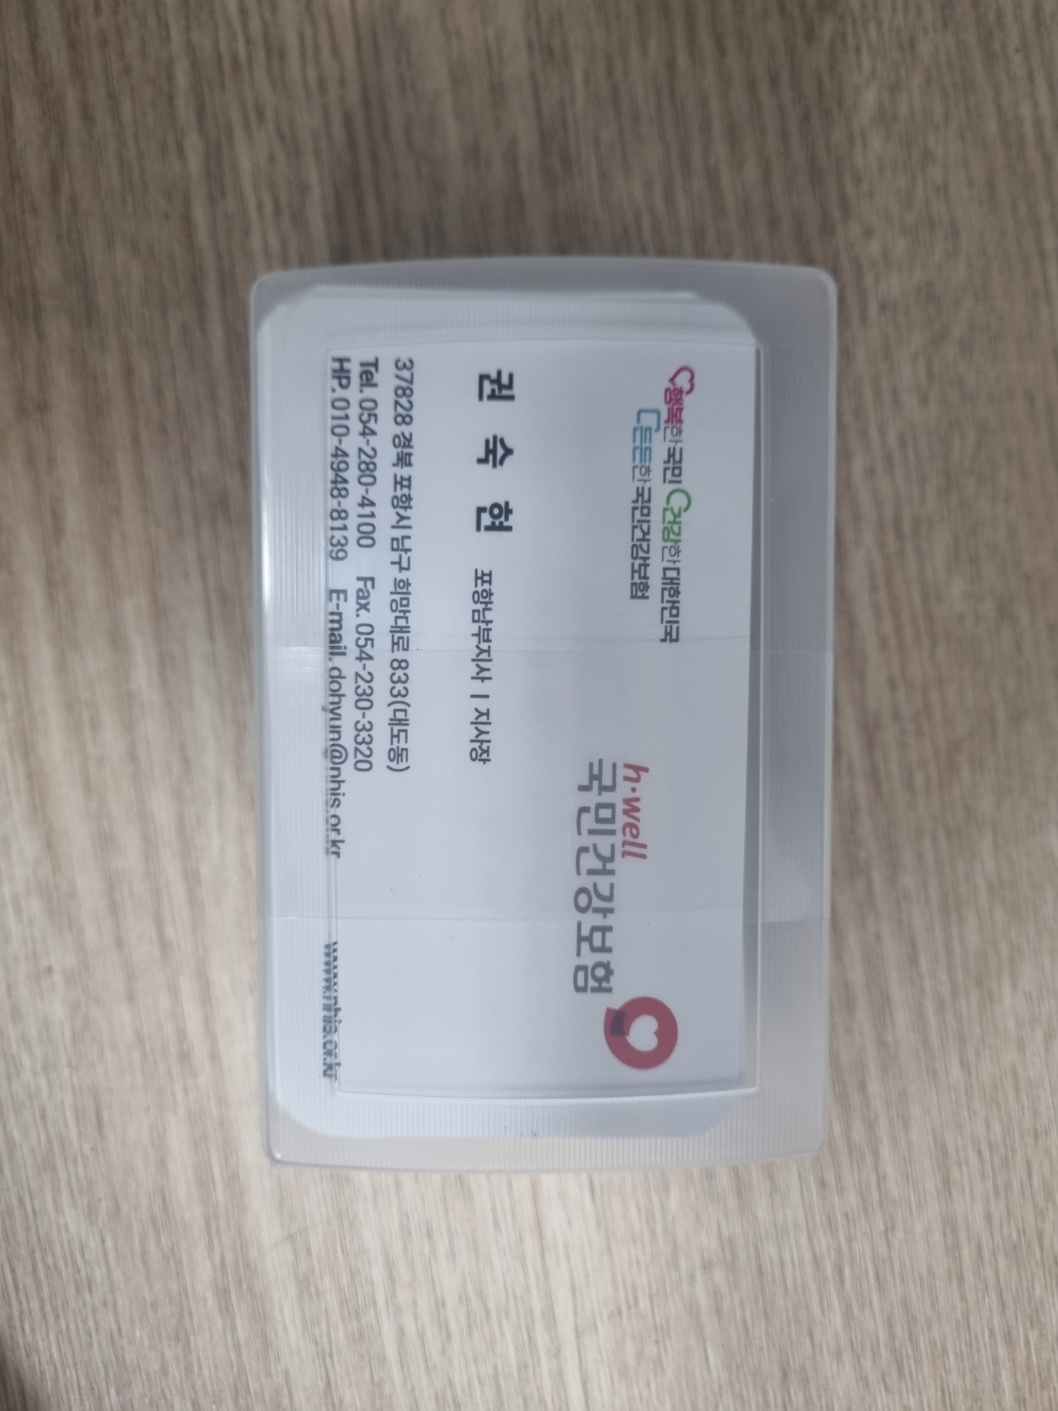 행복한 국민 건강한 대한민국
든든한 국민건강보험
h·well
국민건강보험
권 숙 현 포항남부지사 | 지사장
37828 경북 포항시 남구 희망대로 833(대도동)
Tel. 054-280-4100 Fax. 054-230-3320
HP. 010-4948-8139 E-mail. dohyun@nhis.or.kr www.nhis.or.kr